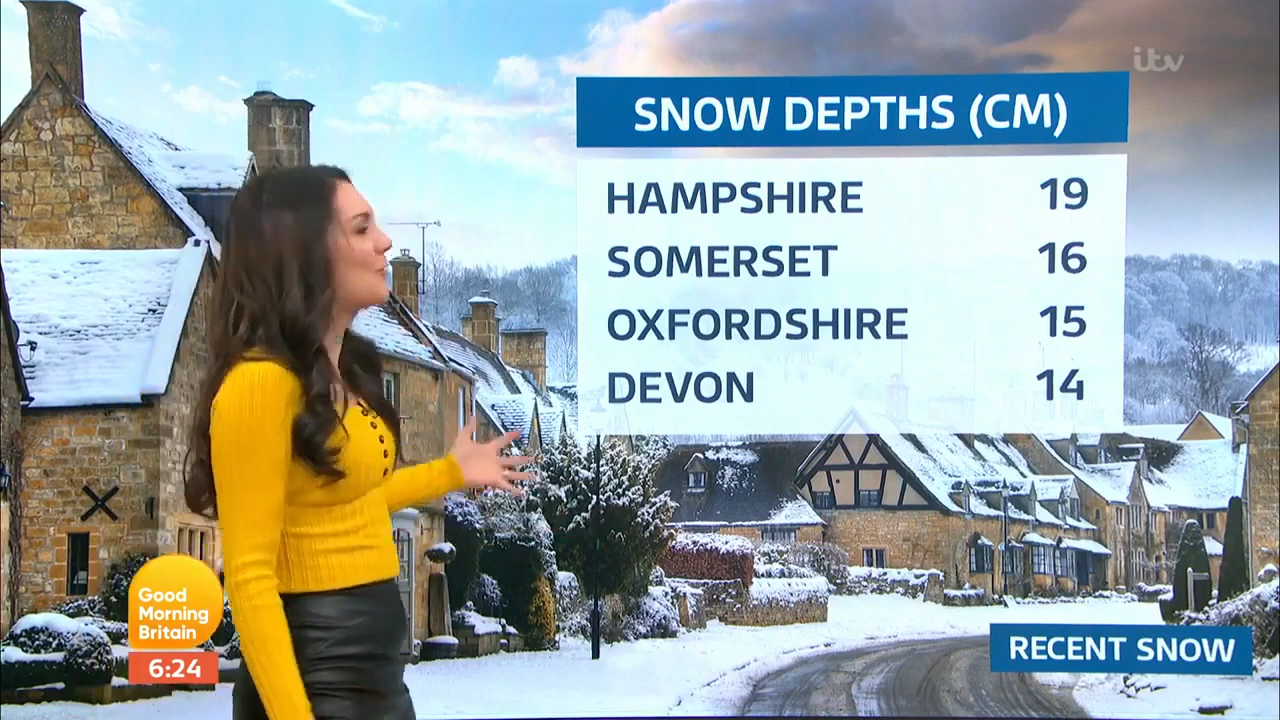 itv
SNOW DEPTHS (CM)
HAMPSHIRE 19
SOMERSET 16
OXFORDSHIRE 15
DEVON 14
Good
Morning
Britain
6:24
RECENT SNOW